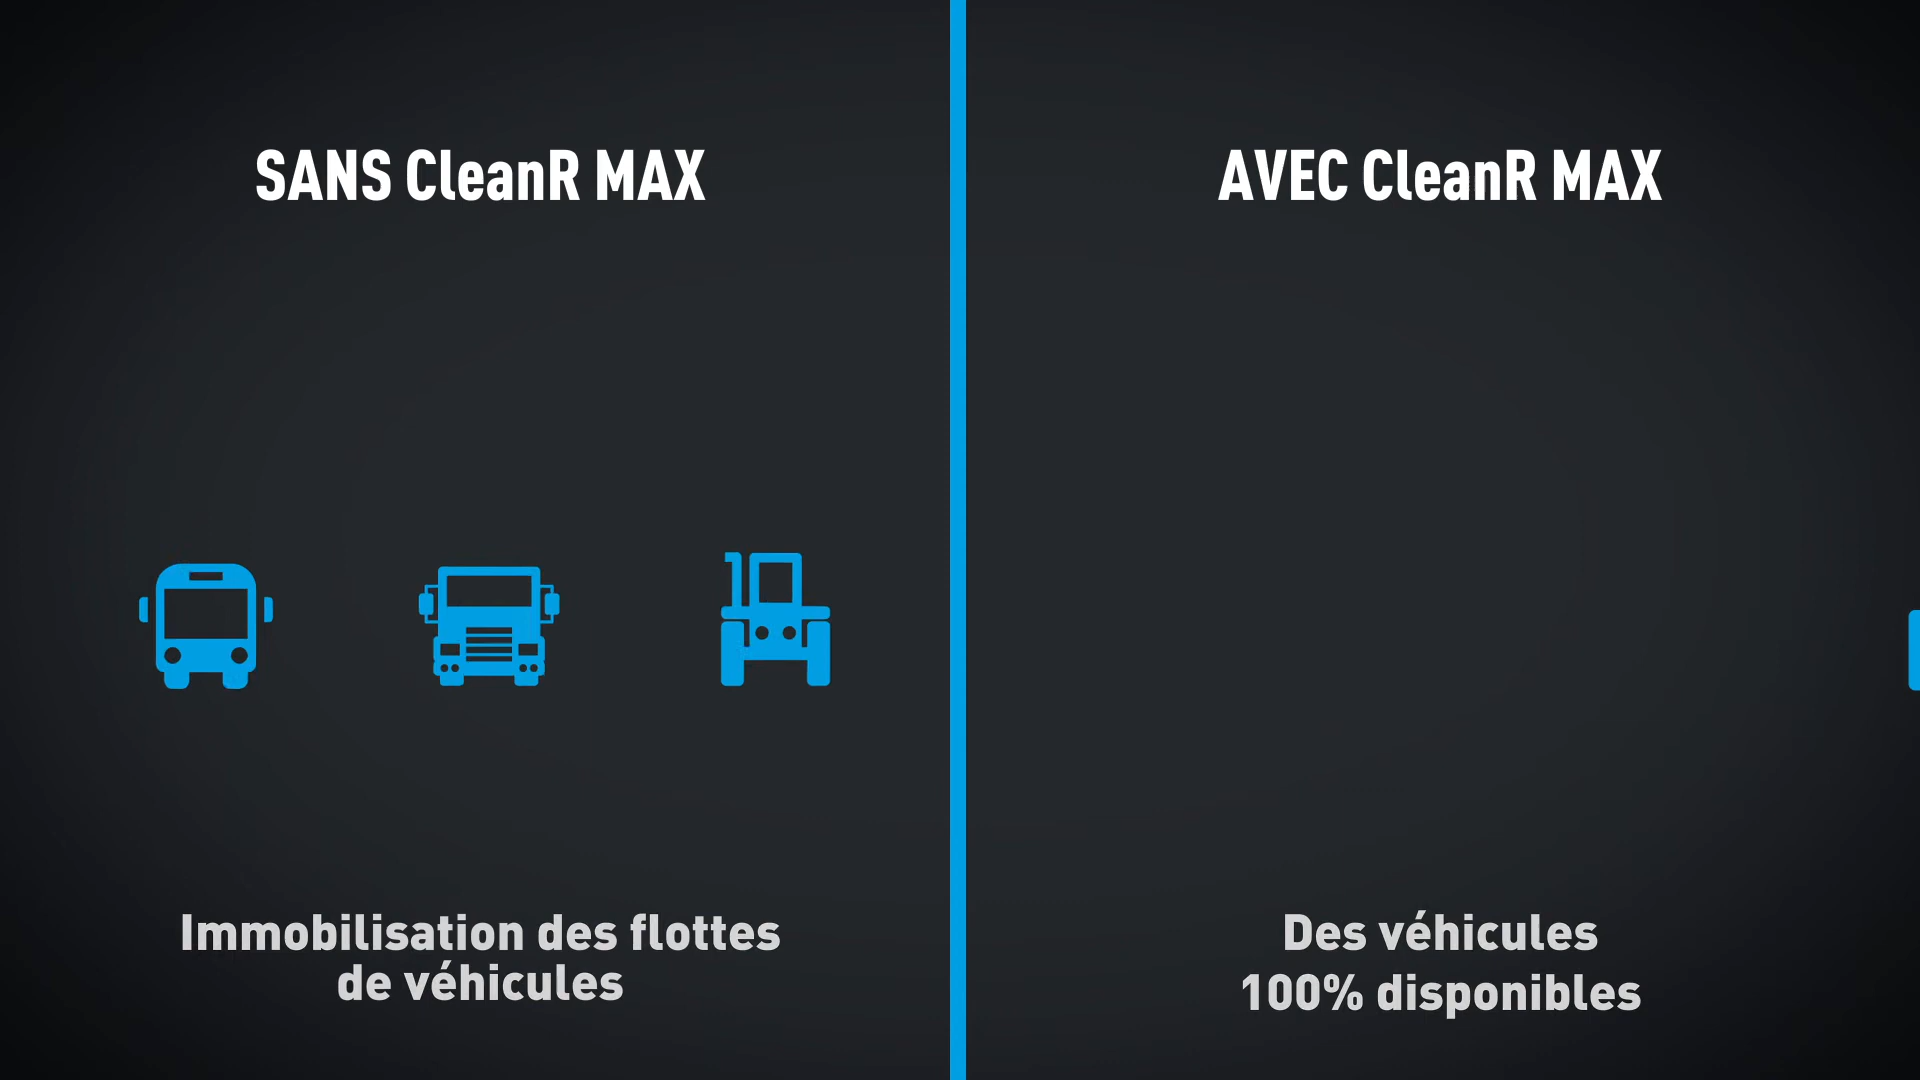 SANS CleanR MAX
Immobilisation des flottes
de véhicules
AVEC CleanR MAX
Des véhicules
100% disponibles